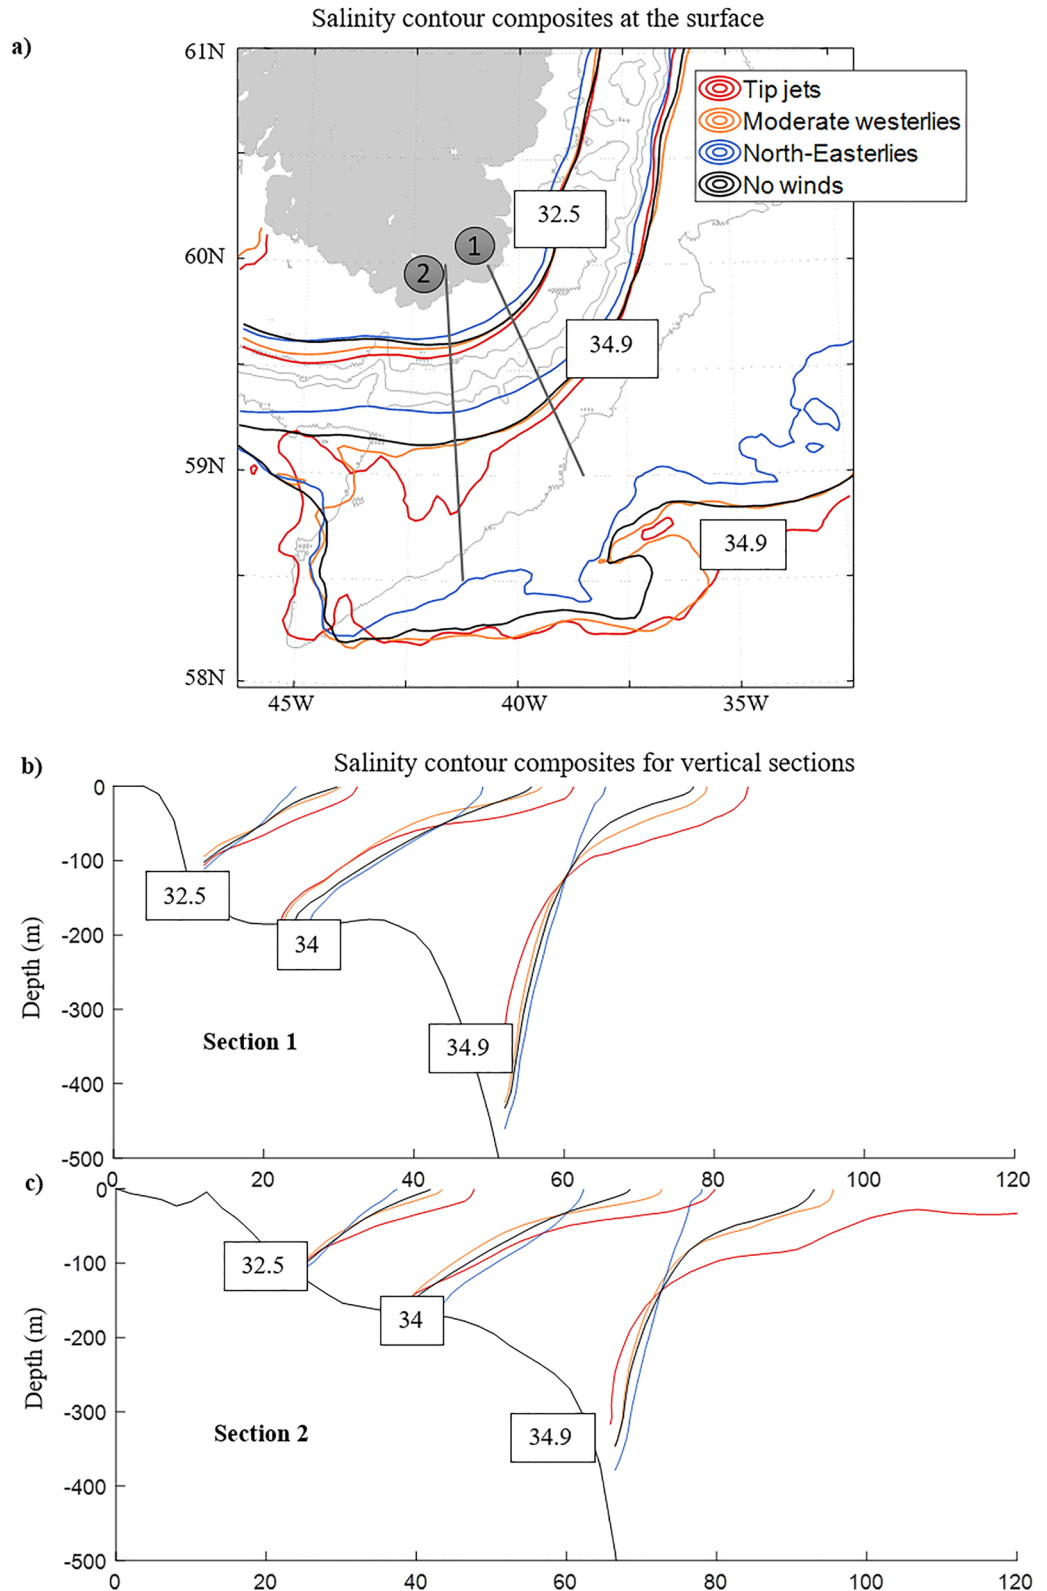 Salinity contour composites at the surface
a)
61N
60N
59N
58N
45W
40W
35W
Tip jets
Moderate westerlies
North-Easterlies
No winds
32.5
1
2
34.9
34.9
b)
Salinity contour composites for vertical sections
Depth (m)
0
-100
-200
-300
-400
-500
32.5
34
34.9
Section 1
0
20
40
60
80
100
120
c)
Depth (m)
0
-100
-200
-300
-400
-500
32.5
34
34.9
Section 2
0
20
40
60
80
100
120